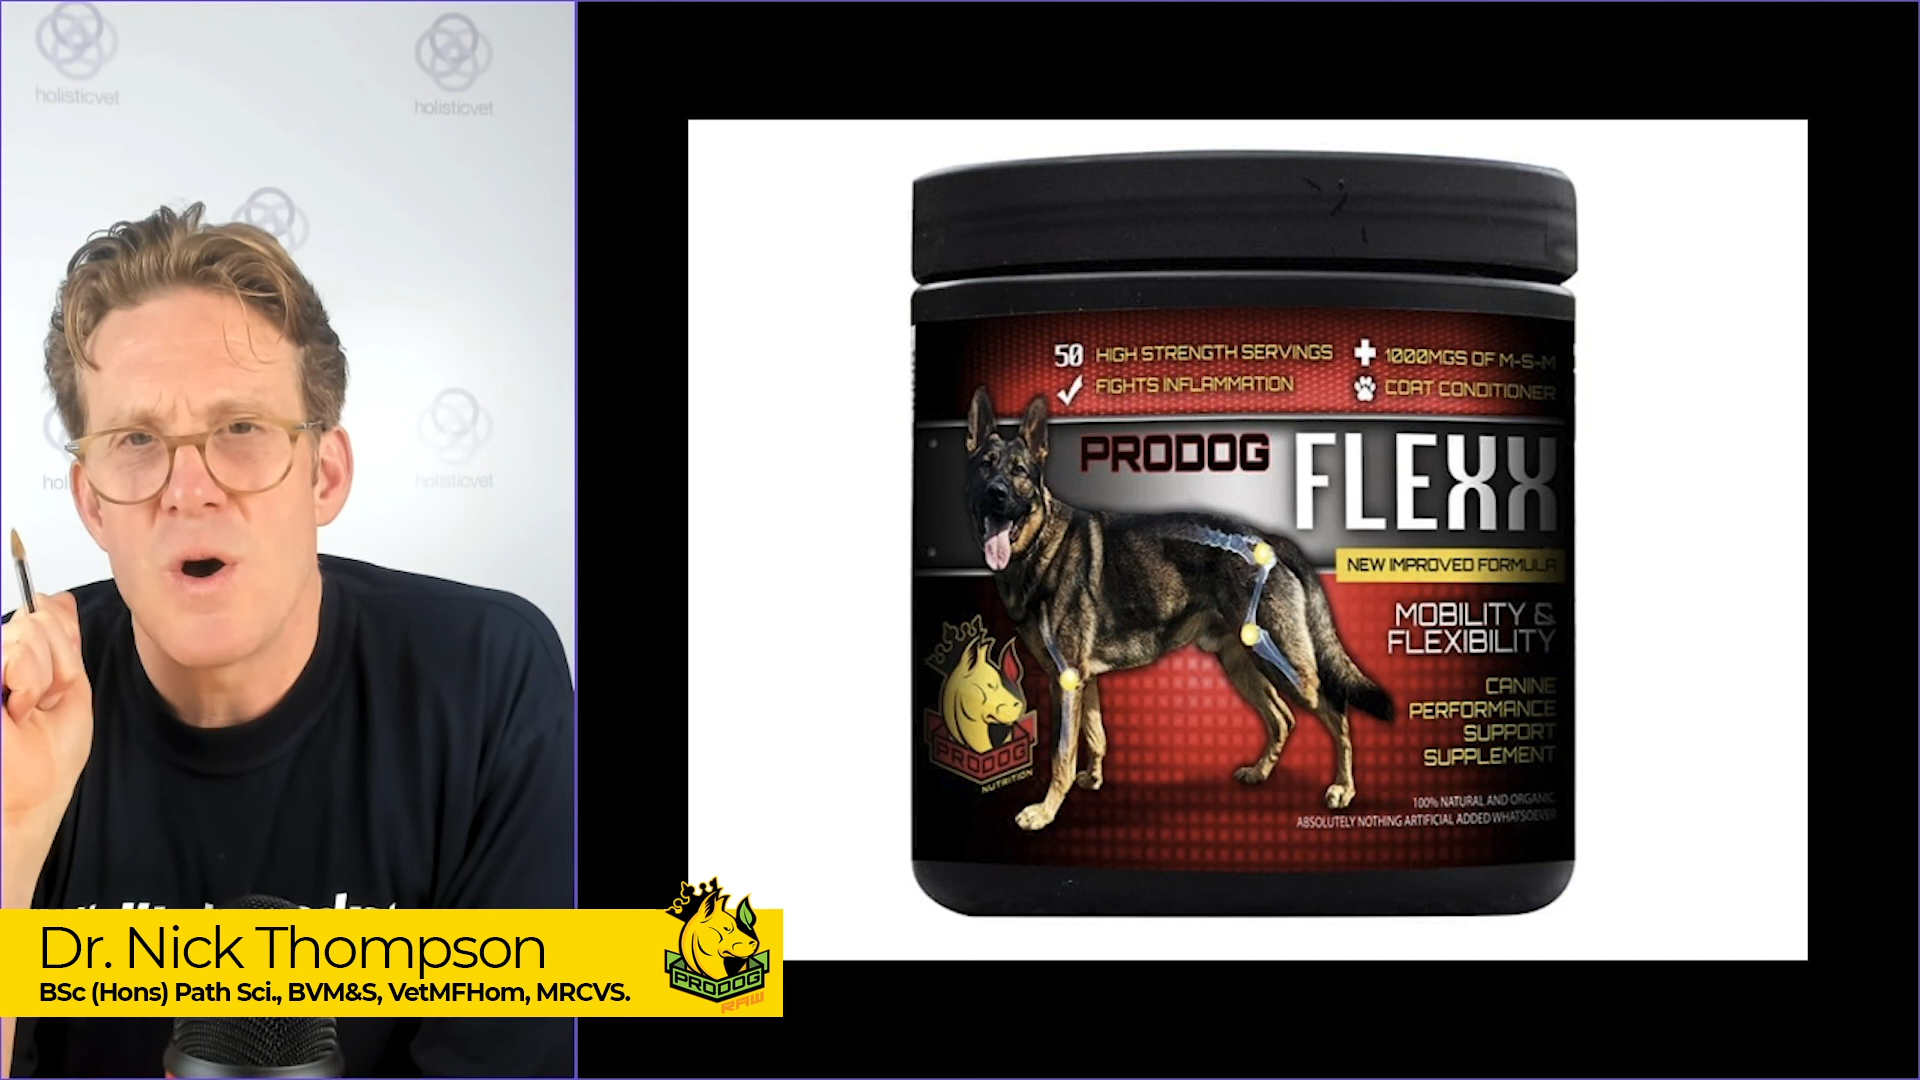 holisticvet
holisticvet
hol
holisticvet
50 HIGH STRENGTH SERVINGS
FIGHTS INFLAMMATION
1000MGS OF M-S-M
COAT CONDITIONER
PRODOG
FLEXX
NEW IMPROVED FORMULA
MOBILITY &
FLEXIBILITY
CANINE
PERFORMANCE
SUPPORT
SUPPLEMENT
PRODOG
NUTRITION
100% NATURAL AND ORGANIC
ABSOLUTELY NOTHING ARTIFICIAL ADDED WHATSOEVER
Dr. Nick Thompson
BSc (Hons) Path Sci., BVM&S, VetMFHom, MRCVS.
PRODOG
RAW